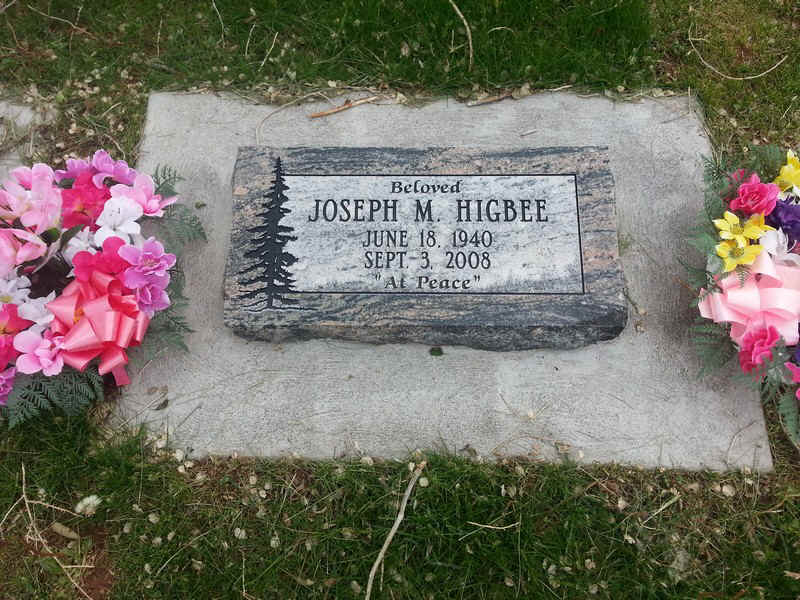 Beloved
JOSEPH M. HIGBEE
JUNE 18, 1940
SEPT. 3, 2008
"At Peace"